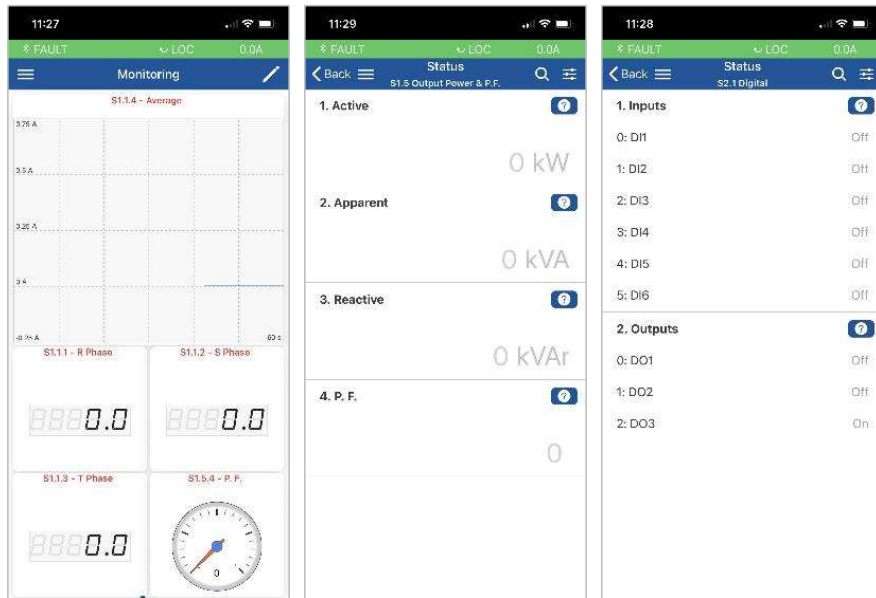 11:27
FAULT LOC 0.0A
Monitoring
S1.1.4 - Average
3.75 A
3.5 A
3.25 A
3 A
-0.25 A
60 s
S1.1.1 - R Phase
S1.1.2 - S Phase
0.0
0.0
S1.1.3 - T Phase
S1.5.4 - P. F.
0.0
0
11:29
FAULT LOC 0.0A
Back
Status
S1.5 Output Power & P.F.
1. Active ?
0 kW
2. Apparent ?
0 kVA
3. Reactive ?
0 kVAr
4. P. F. ?
0
11:28
FAULT LOC 0.0A
Back
Status
S2.1 Digital
1. Inputs ?
0: DI1 Off
1: DI2 Off
2: DI3 Off
3: DI4 Off
4: DI5 Off
5: DI6 Off
2. Outputs ?
0: DO1 Off
1: DO2 Off
2: DO3 On